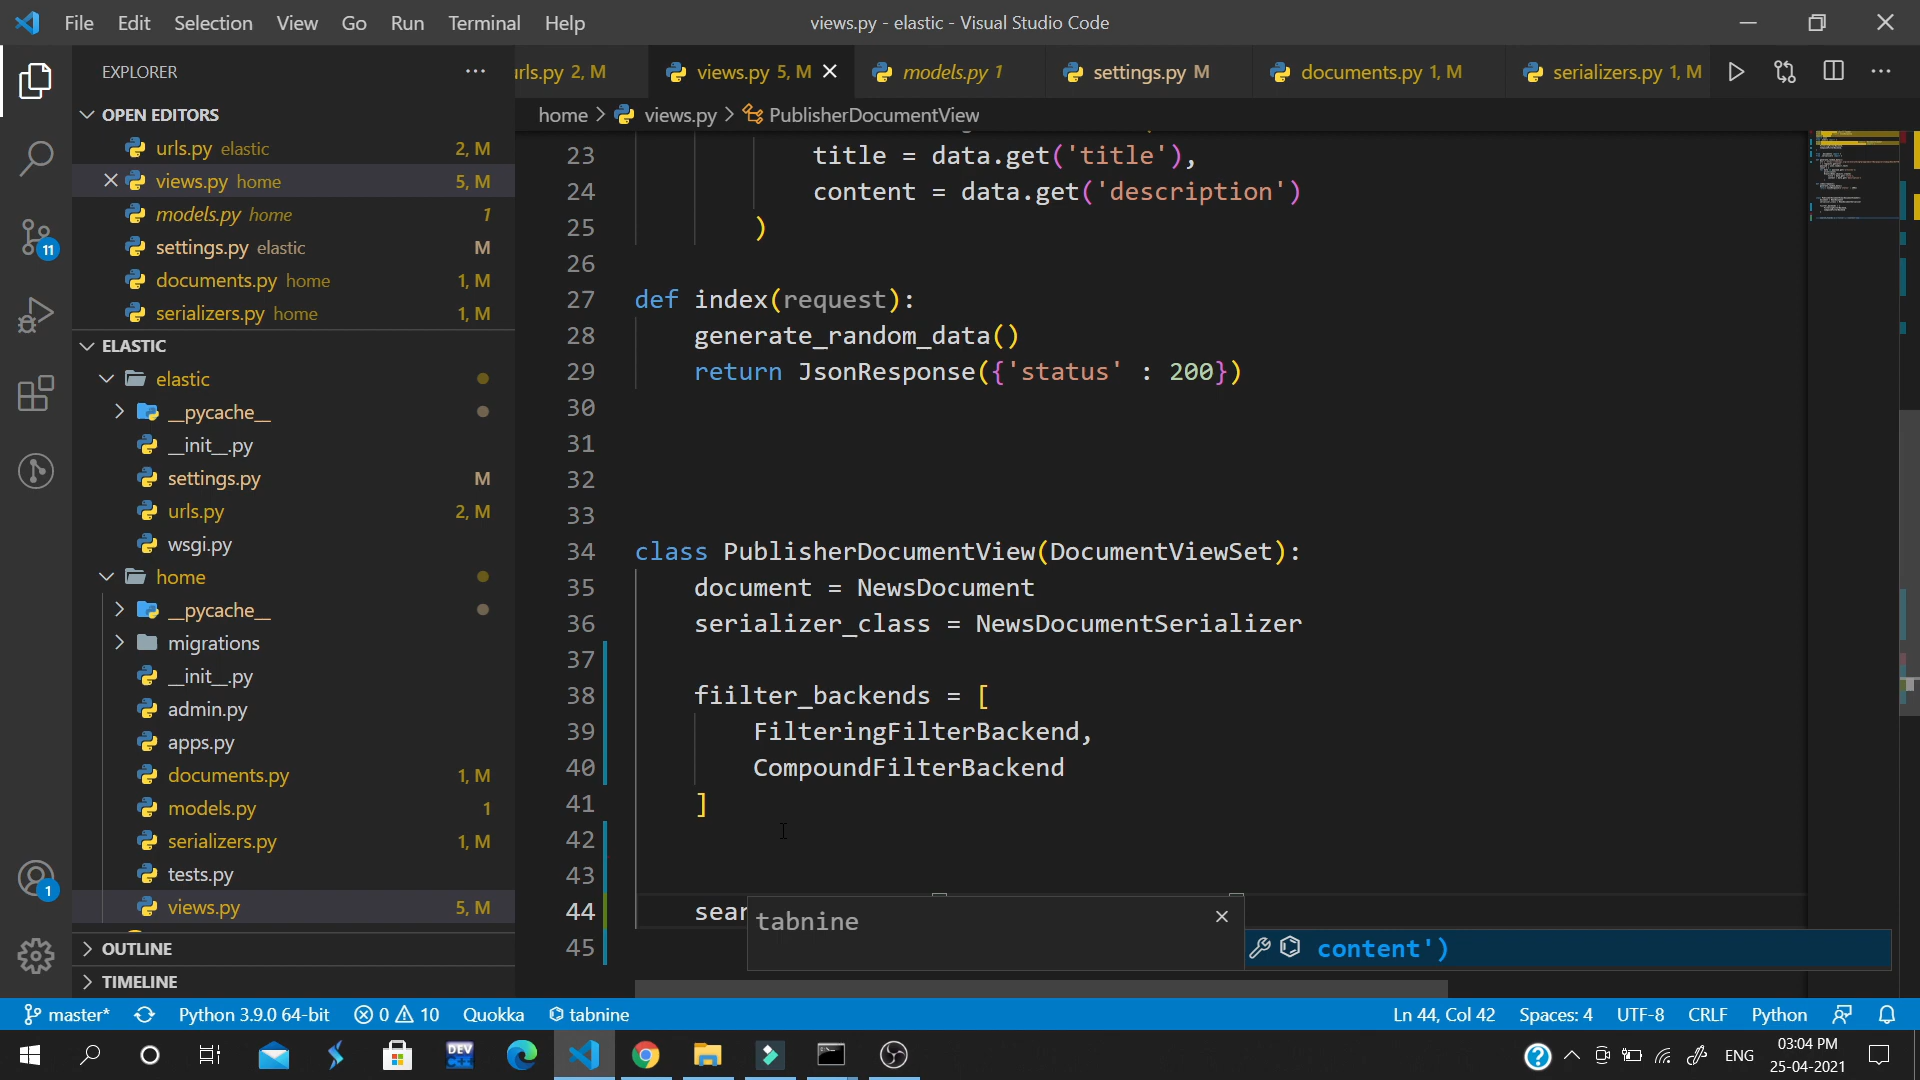 File Edit Selection View Go Run Terminal Help
views.py - elastic - Visual Studio Code
EXPLORER
OPEN EDITORS
urls.py elastic 2, M
views.py home 5, M
models.py home 1
settings.py elastic M
documents.py home 1, M
serializers.py home 1, M
ELASTIC
elastic
__pycache__
__init__.py
settings.py M
urls.py 2, M
wsgi.py
home
__pycache__
migrations
__init__.py
admin.py
apps.py
documents.py 1, M
models.py 1
serializers.py 1, M
tests.py
views.py 5, M
OUTLINE
TIMELINE
11
1
rls.py 2, M views.py 5, M models.py 1 settings.py M documents.py 1, M serializers.py 1, M
home > views.py > PublisherDocumentView
23 title = data.get('title'),
24 content = data.get('description')
25 )
26
27 def index(request):
28 generate_random_data()
29 return JsonResponse({'status' : 200})
30
31
32
33
34 class PublisherDocumentView(DocumentViewSet):
35 document = NewsDocument
36 serializer_class = NewsDocumentSerializer
37
38 fiilter_backends = [
39 FilteringFilterBackend,
40 CompoundFilterBackend
41 ]
42
43
44 sear
45
tabnine
content')
master* Python 3.9.0 64-bit 0 10 Quokka tabnine
Ln 44, Col 42 Spaces: 4 UTF-8 CRLF Python
DEV
ENG
03:04 PM
25-04-2021